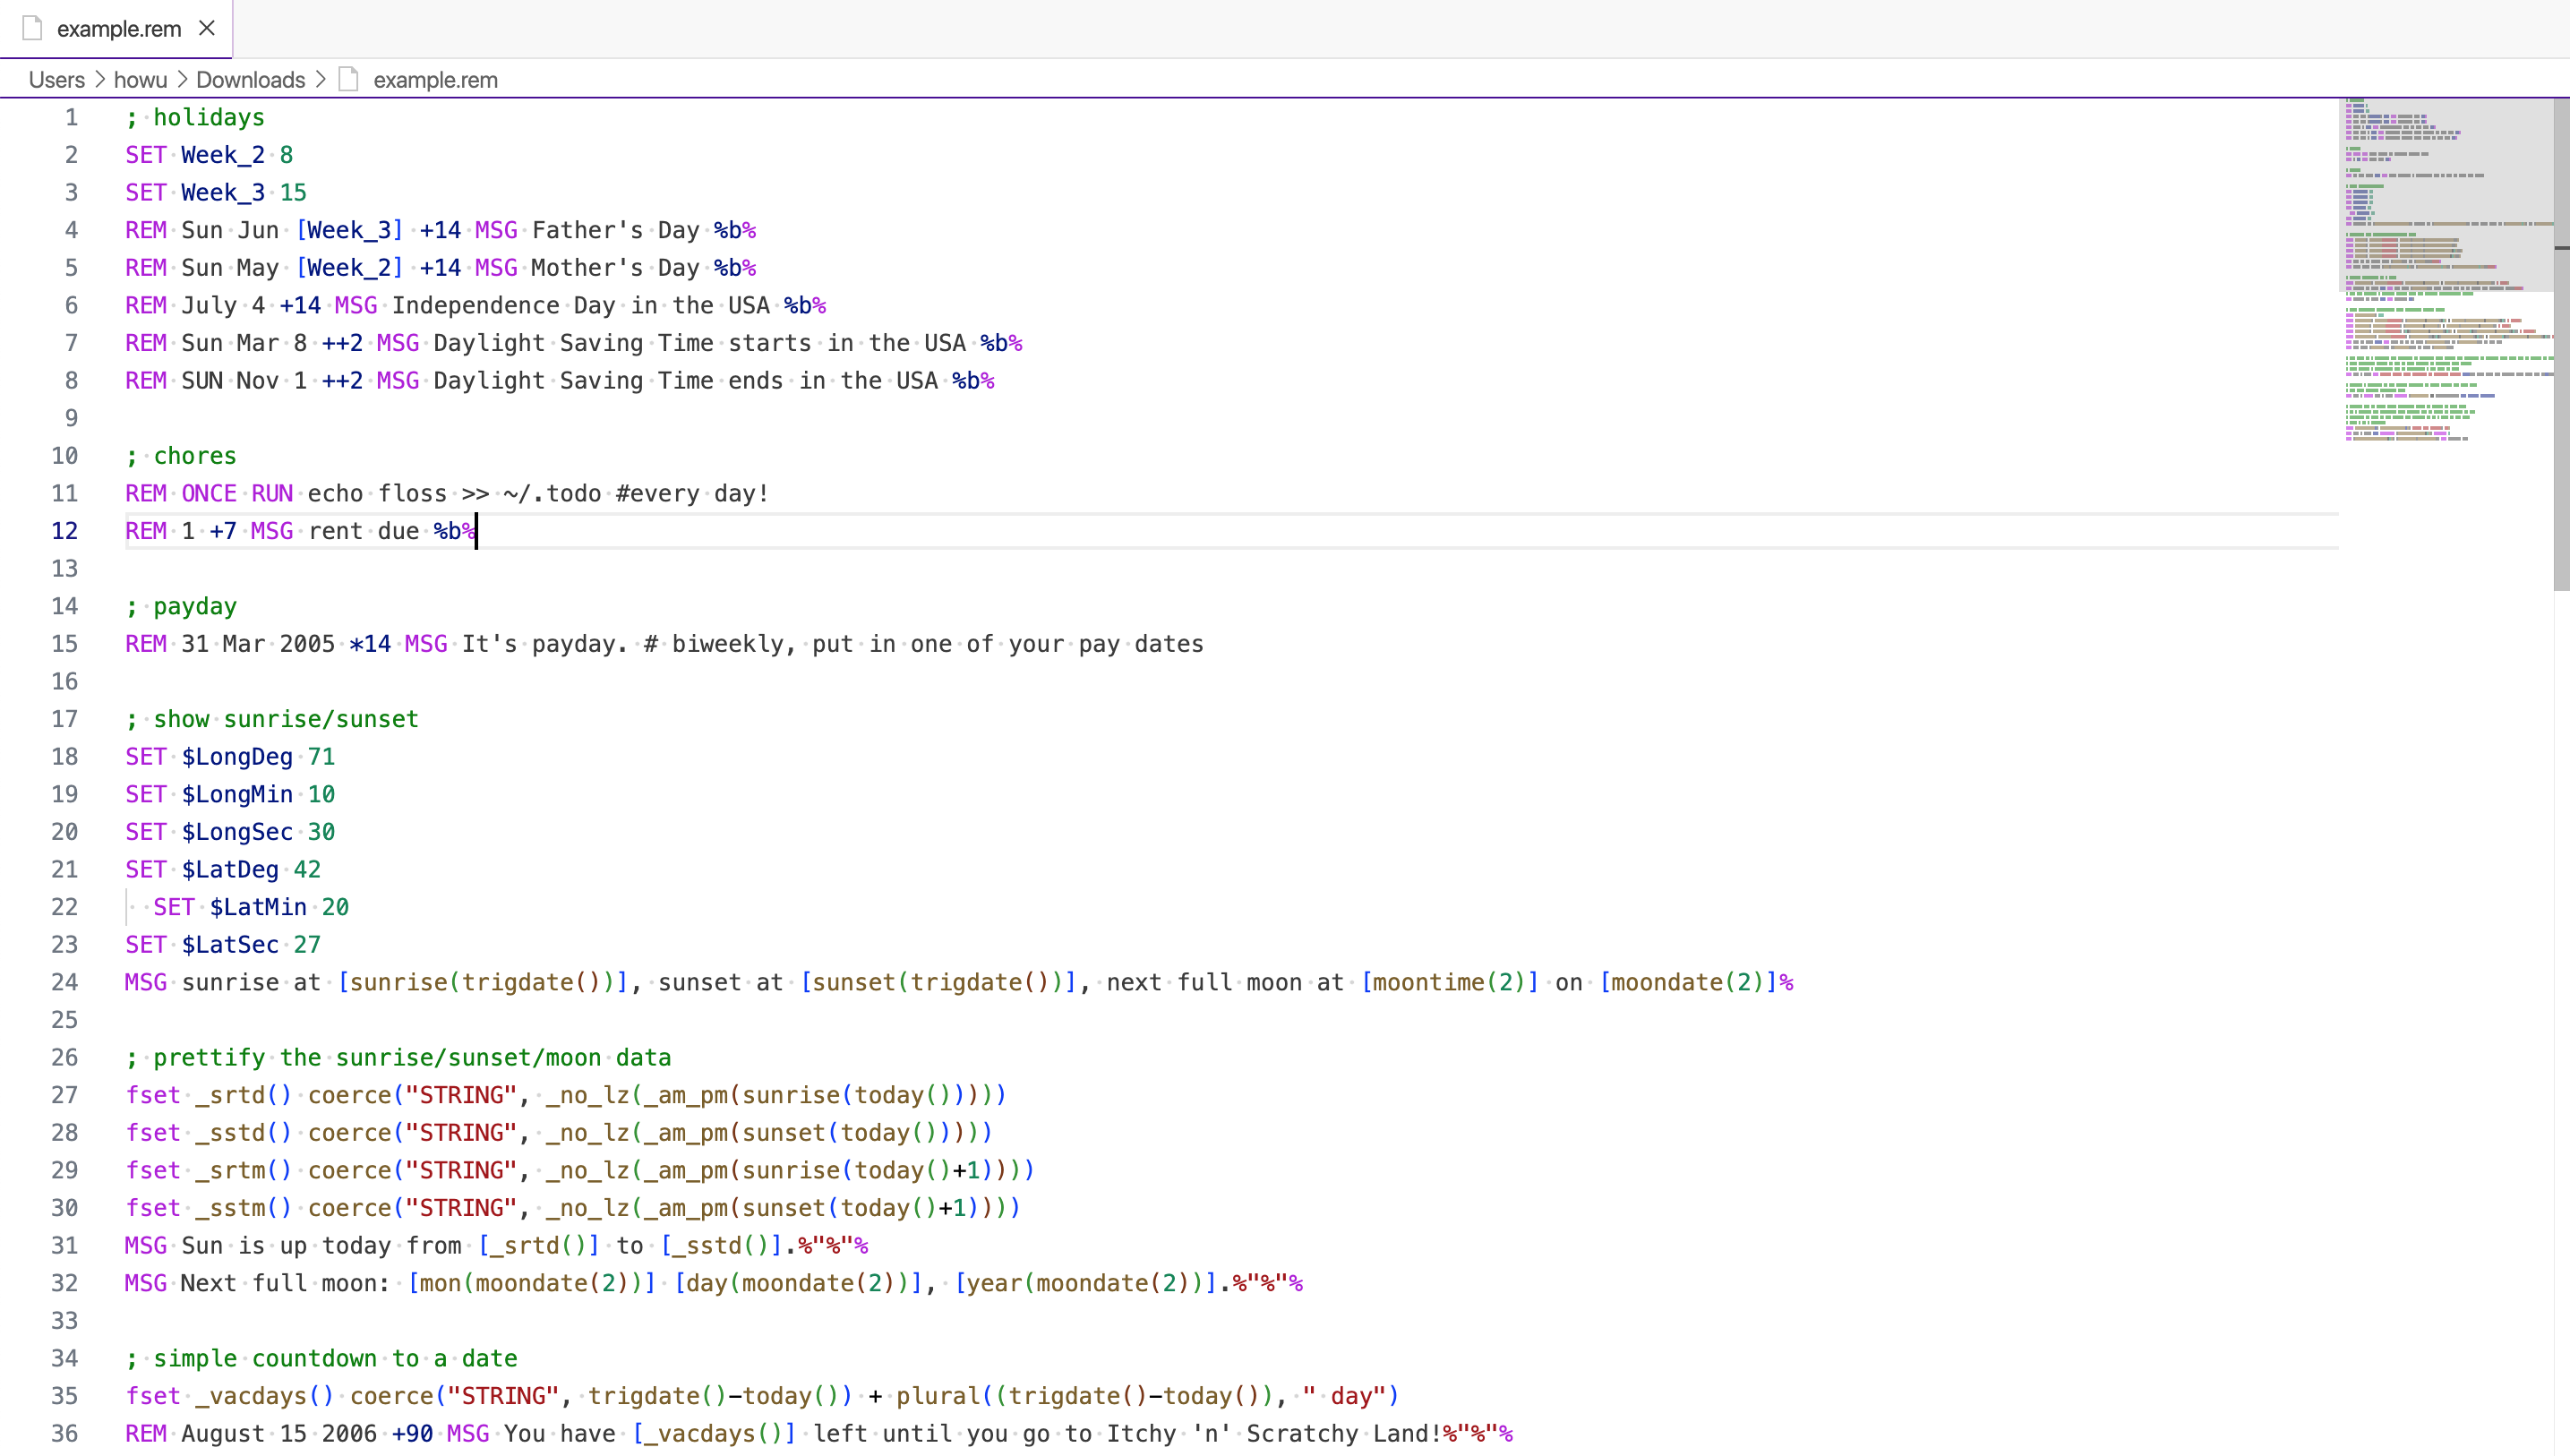 example.rem
Users > howu > Downloads > example.rem
1 ; holidays
2 SET Week_2 8
3 SET Week_3 15
4 REM Sun Jun [Week_3] +14 MSG Father's Day %b%
5 REM Sun May [Week_2] +14 MSG Mother's Day %b%
6 REM July 4 +14 MSG Independence Day in the USA %b%
7 REM Sun Mar 8 ++2 MSG Daylight Saving Time starts in the USA %b%
8 REM SUN Nov 1 ++2 MSG Daylight Saving Time ends in the USA %b%
9
10 ; chores
11 REM ONCE RUN echo floss >> ~/.todo #every day!
12 REM 1 +7 MSG rent due %b%
13
14 ; payday
15 REM 31 Mar 2005 *14 MSG It's payday. # biweekly, put in one of your pay dates
16
17 ; show sunrise/sunset
18 SET $LongDeg 71
19 SET $LongMin 10
20 SET $LongSec 30
21 SET $LatDeg 42
22   SET $LatMin 20
23 SET $LatSec 27
24 MSG sunrise at [sunrise(trigdate())], sunset at [sunset(trigdate())], next full moon at [moontime(2)] on [moondate(2)]%
25
26 ; prettify the sunrise/sunset/moon data
27 fset _srtd() coerce("STRING", _no_lz(_am_pm(sunrise(today()))))
28 fset _sstd() coerce("STRING", _no_lz(_am_pm(sunset(today()))))
29 fset _srtm() coerce("STRING", _no_lz(_am_pm(sunrise(today()+1))))
30 fset _sstm() coerce("STRING", _no_lz(_am_pm(sunset(today()+1))))
31 MSG Sun is up today from [_srtd()] to [_sstd()].%"%"%
32 MSG Next full moon: [mon(moondate(2))] [day(moondate(2))], [year(moondate(2))].%"%"%
33
34 ; simple countdown to a date
35 fset _vacdays() coerce("STRING", trigdate()-today()) + plural((trigdate()-today()), " day")
36 REM August 15 2006 +90 MSG You have [_vacdays()] left until you go to Itchy 'n' Scratchy Land!%"%"%